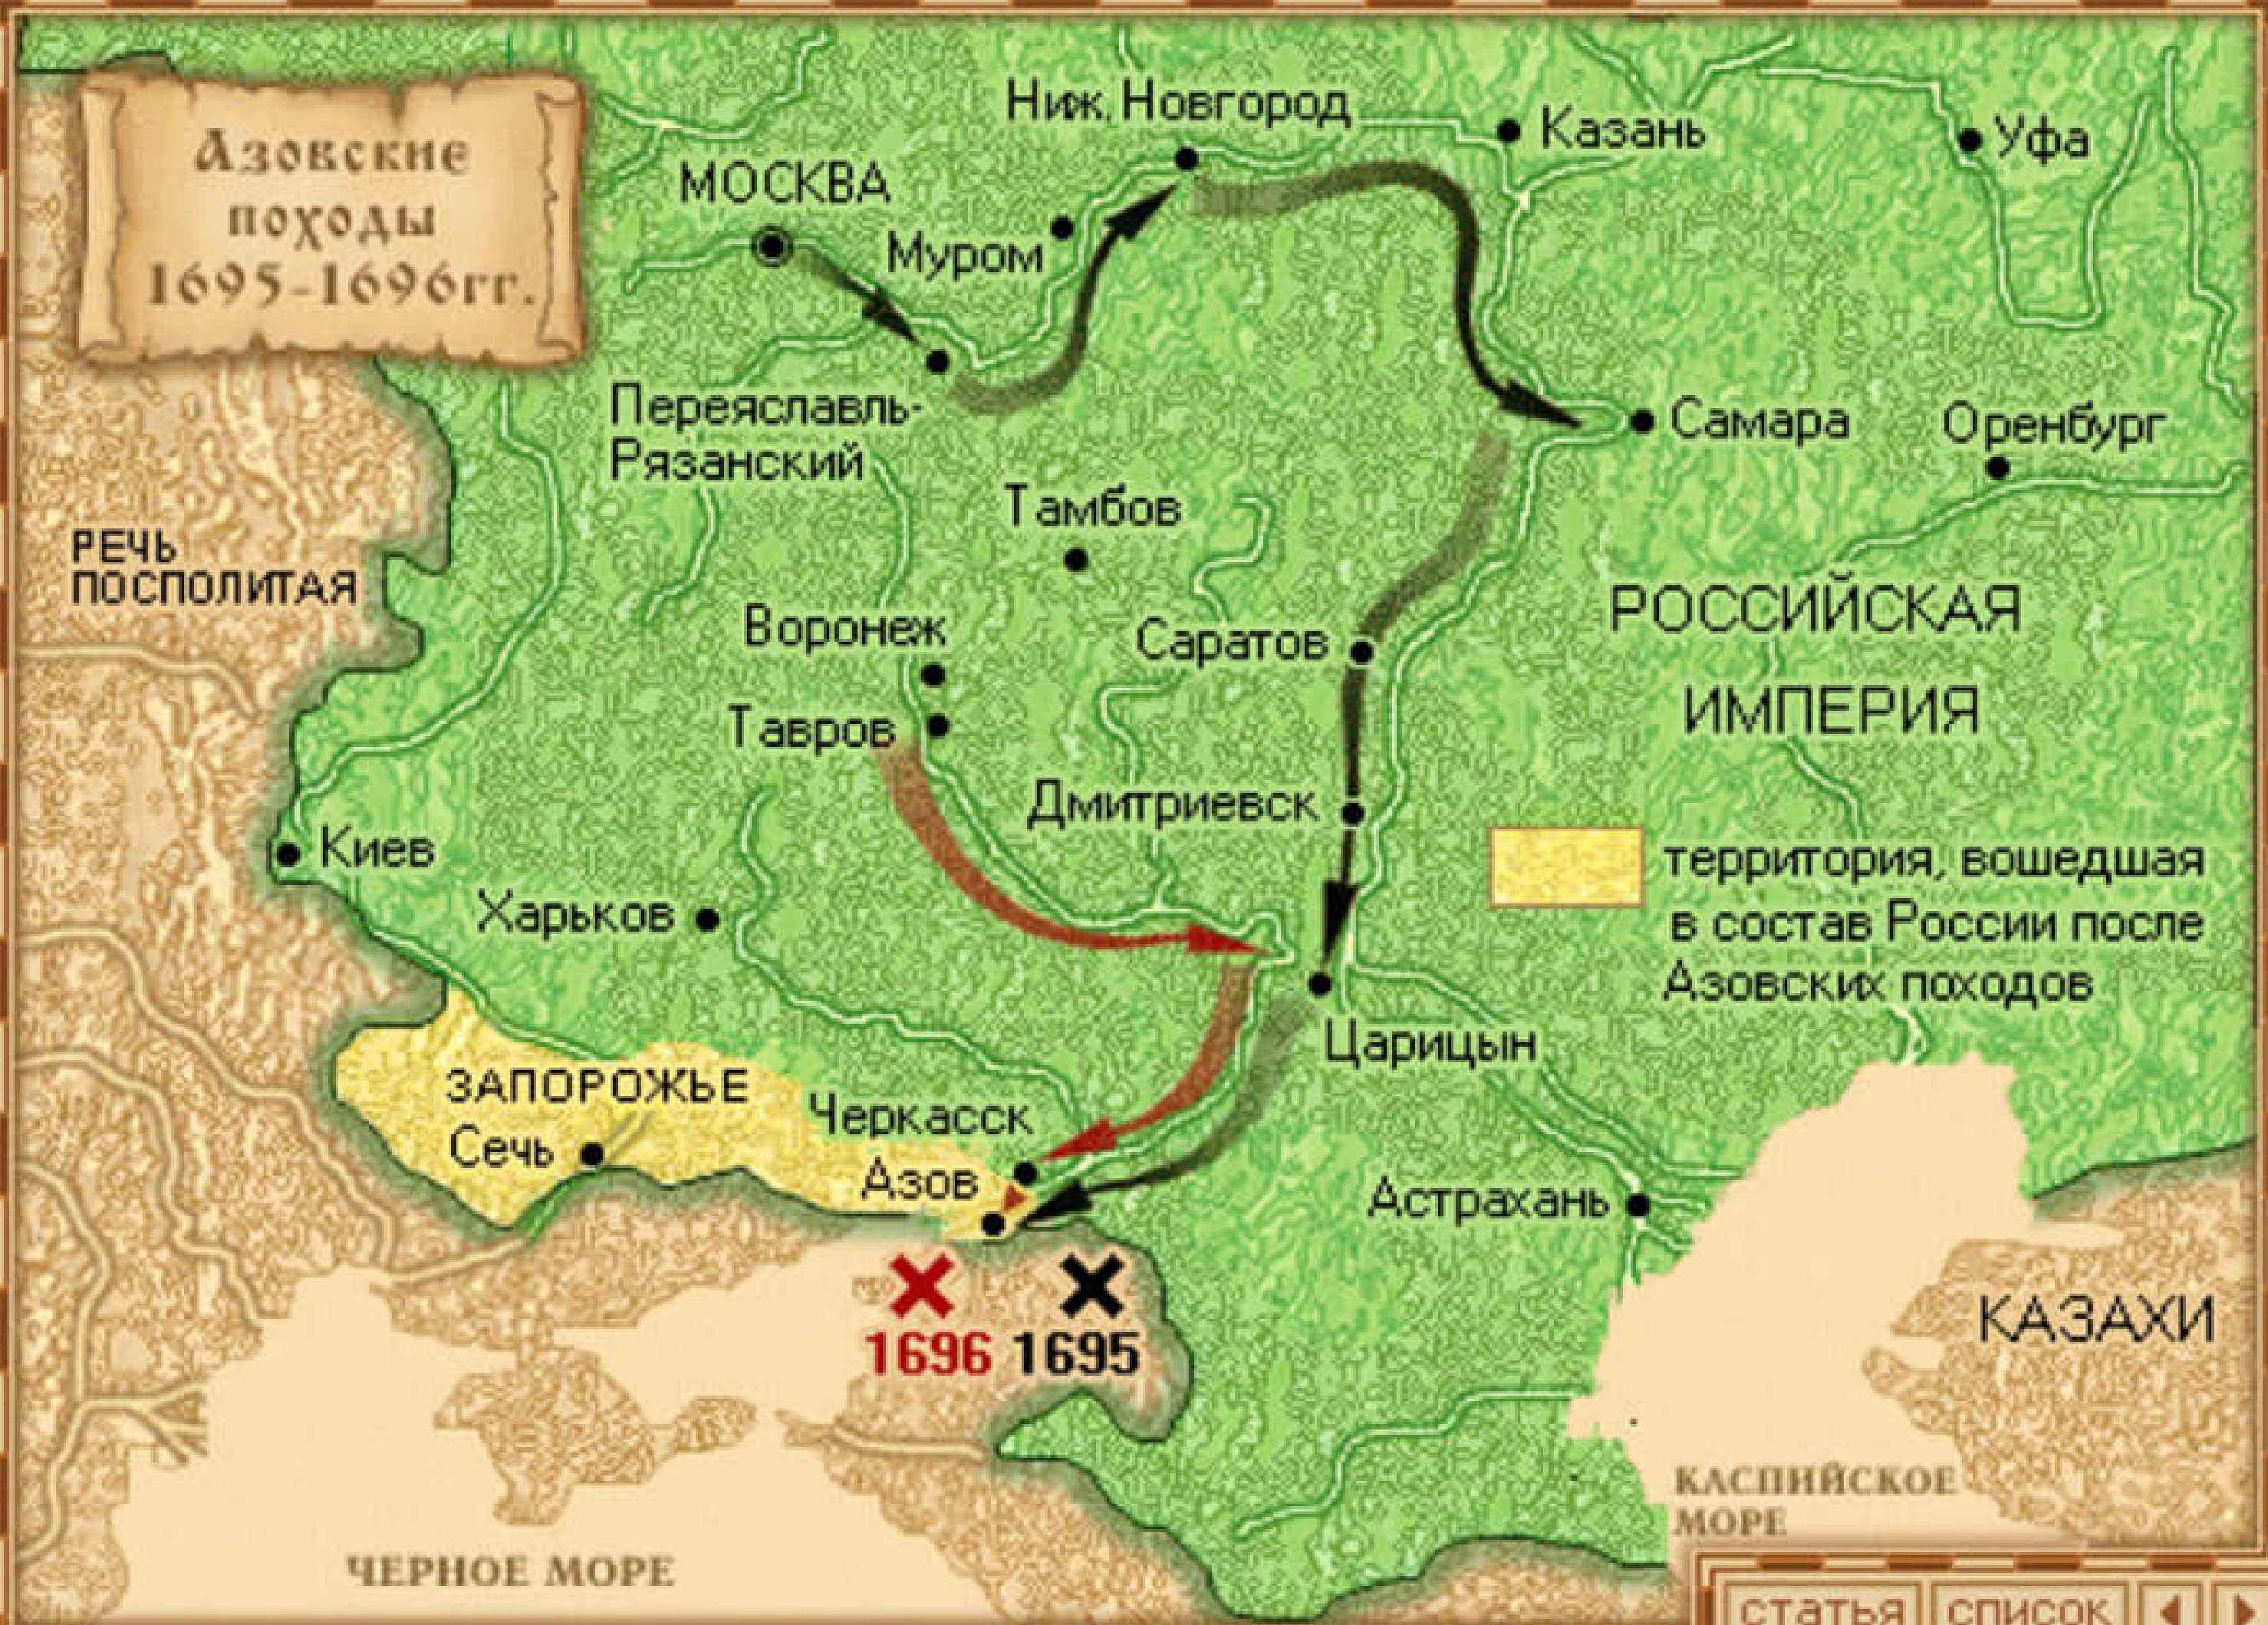 Азовские
походы
1695-1696гг.
Ниж. Новгород
Казань
Уфа
МОСКВА
Муром
Переяславль-
Рязанский
Самара
Оренбург
Тамбов
РЕЧЬ
ПОСПОЛИТАЯ
Воронеж
Саратов
РОССИЙСКАЯ
ИМПЕРИЯ
Тавров
Дмитриевск
Киев
Харьков
территория, вошедшая
в состав России после
Азовских походов
Царицын
ЗАПОРОЖЬЕ
Сечь
Черкасск
Азов
Астрахань
1696
1695
КАЗАХИ
КАСПИЙСКОЕ
МОРЕ
ЧЕРНОЕ МОРЕ
статья
список